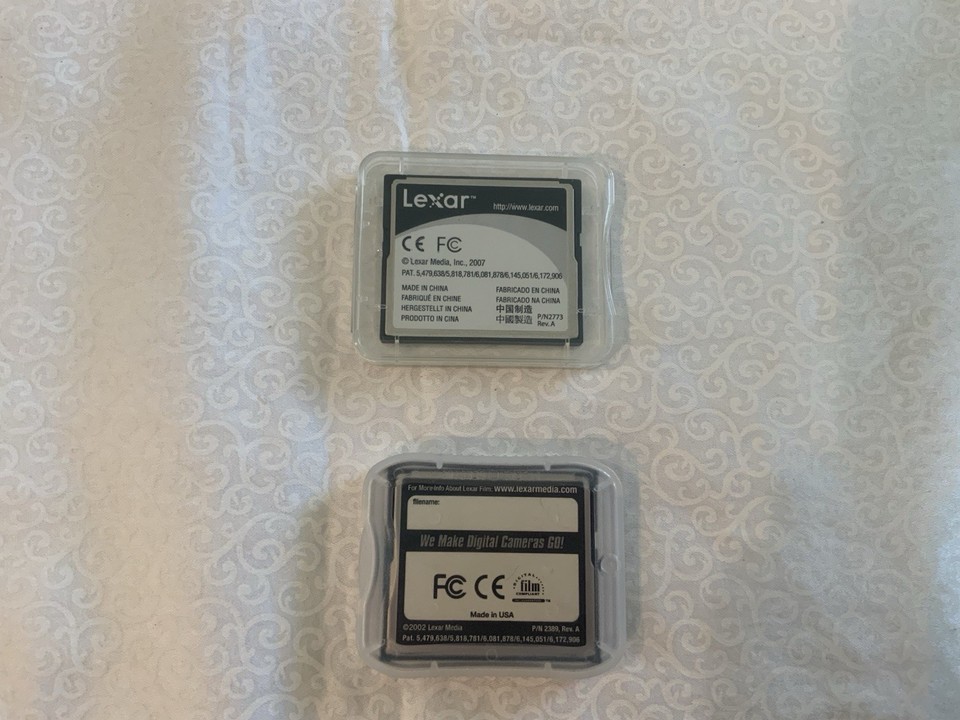 Lexar™ http://www.lexar.com
CE FC
© Lexar Media, Inc., 2007
PAT. 5,479,638/5,818,781/6,081,878/6,145,051/6,172,906
MADE IN CHINA FABRICADO EN CHINA
FABRIQUÉ EN CHINE FABRICADO NA CHINA
HERGESTELLT IN CHINA 中国制造
PRODOTTO IN CINA 中國製造 P/N2773
Rev.A
For More Info About Lexar Film: www.lexarmedia.com
filename:
We Make Digital Cameras GO!
FC CE DIGITAL film
COMPLIANT
Made in USA
©2002 Lexar Media P/N 2389, Rev. A
Pat. 5,479,638/5,818,781/6,081,878/6,145,051/6,172,906